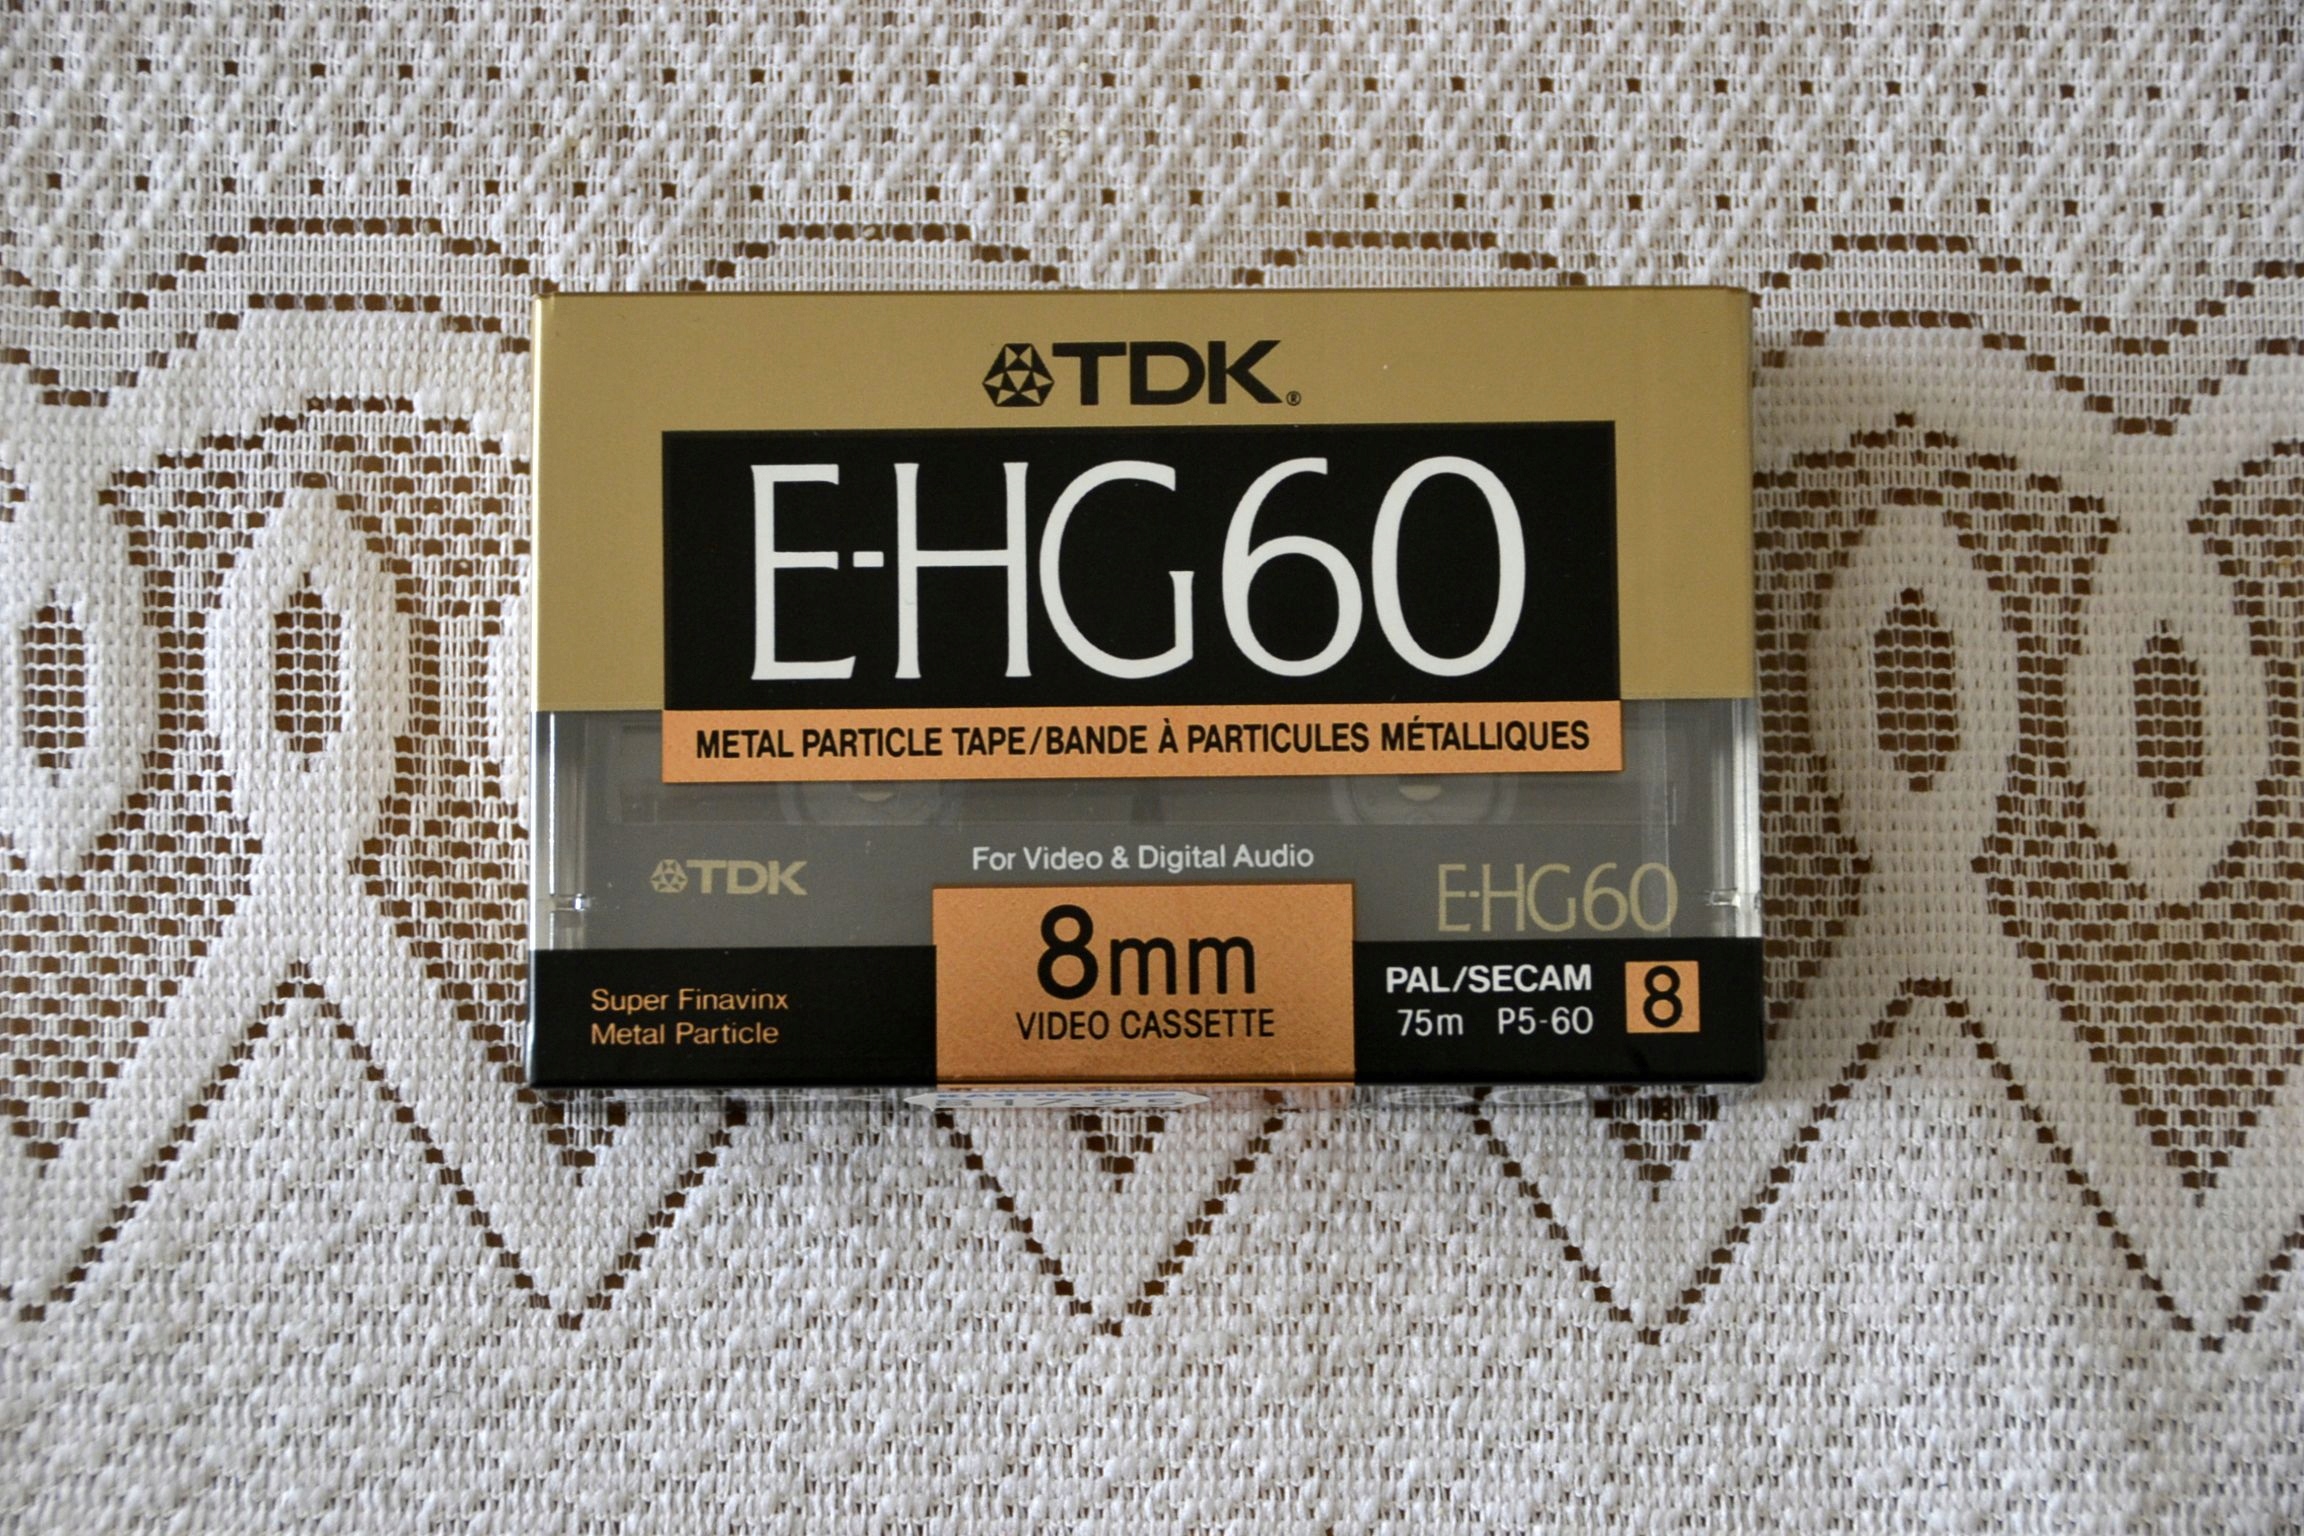 TDK®
E-HG60
METAL PARTICLE TAPE/BANDE À PARTICULES MÉTALLIQUES
For Video & Digital Audio
TDK
E-HG60
8mm
VIDEO CASSETTE
Super Finavinx
Metal Particle
PAL/SECAM
75m P5-60
8